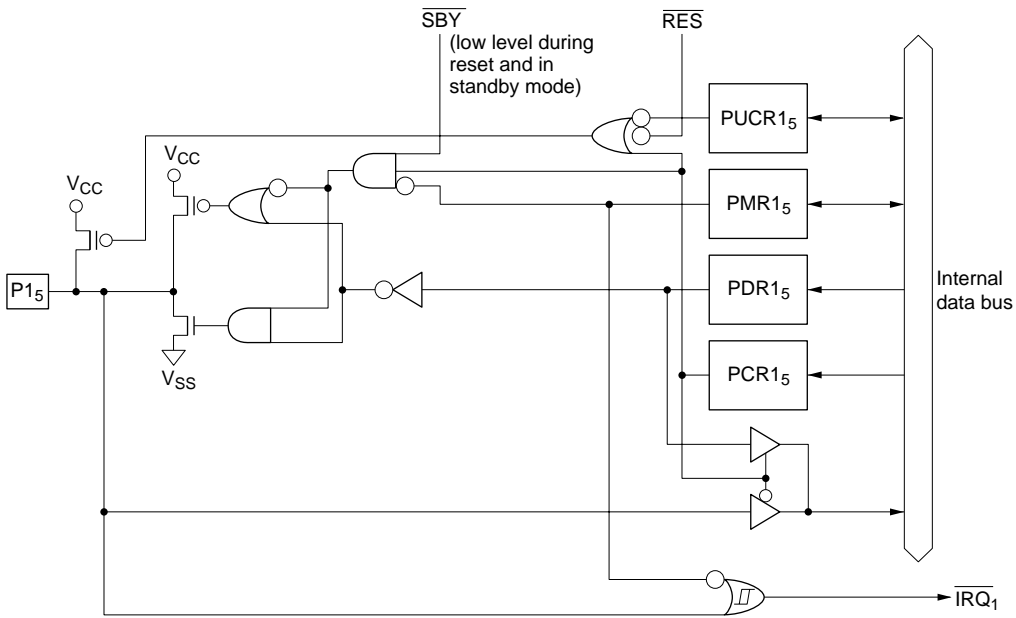 SBY
(low level during
reset and in
standby mode)
RES
PUCR1₅
VCC
VCC
PMR1₅
P1₅
PDR1₅
Internal
data bus
VSS
PCR1₅
IRQ₁